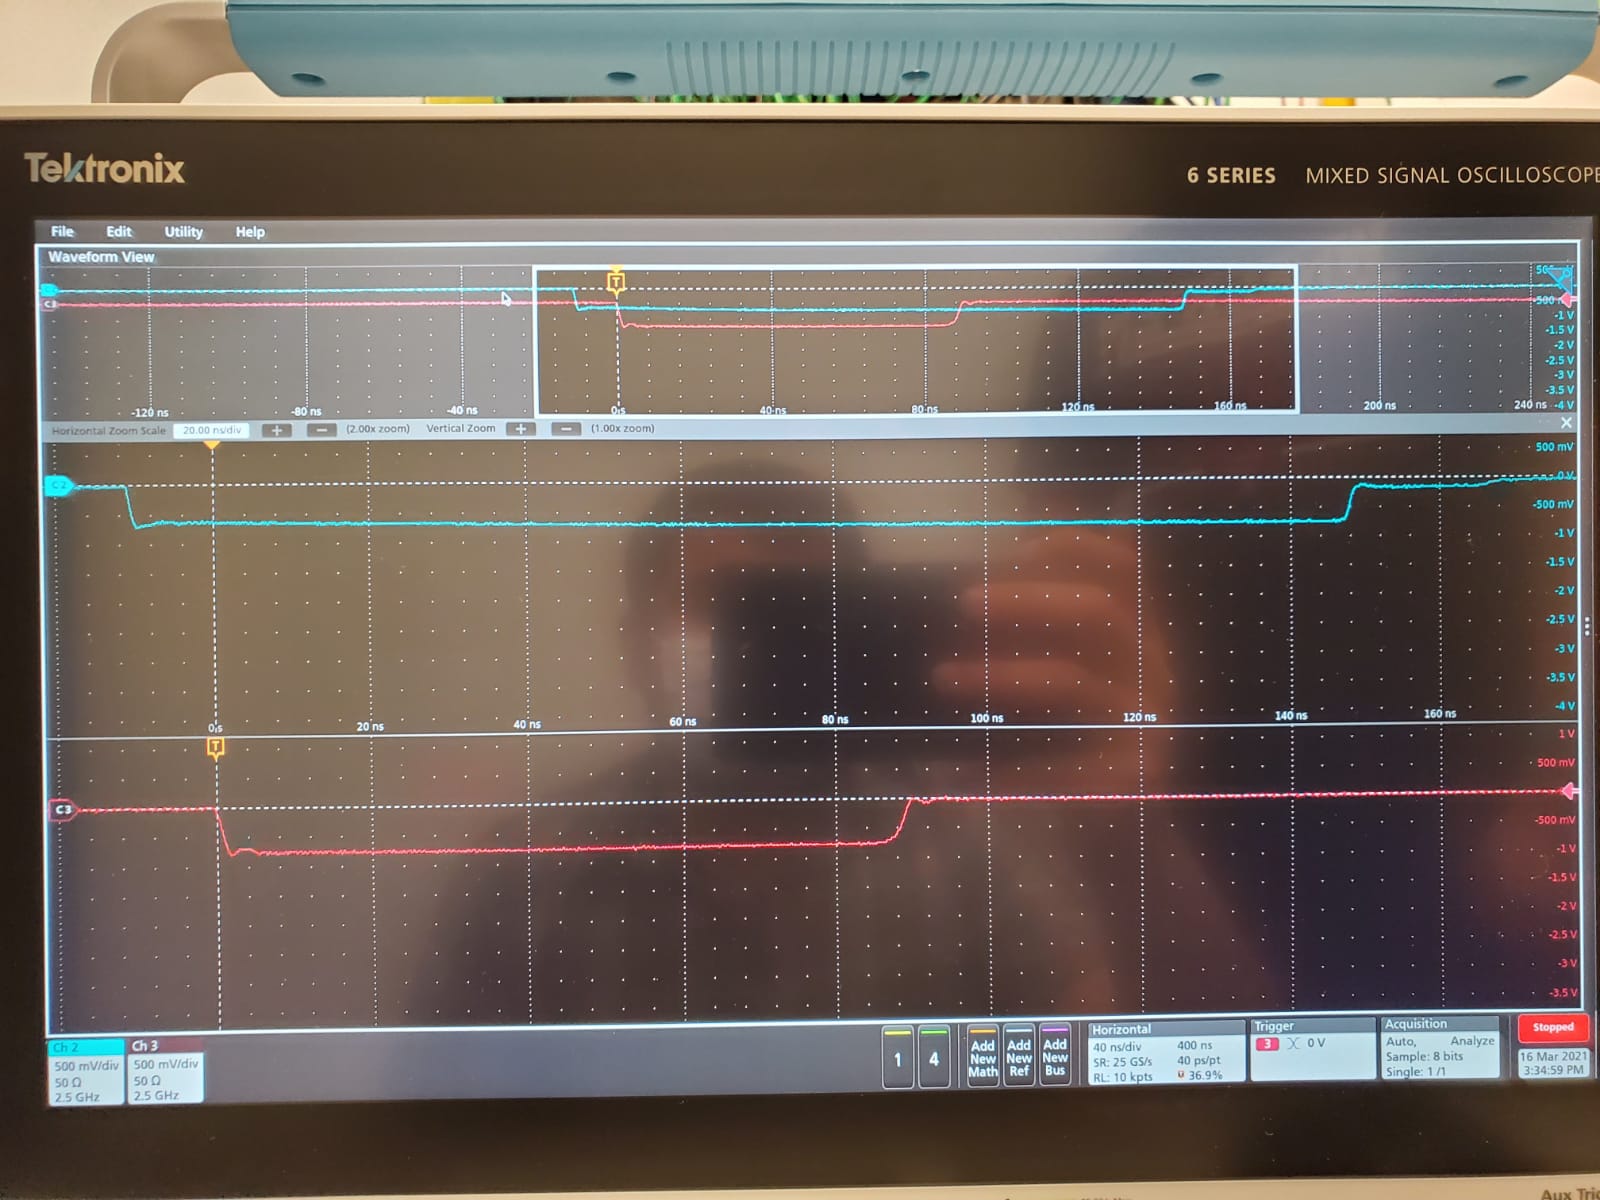 Tektronix
6 SERIES MIXED SIGNAL OSCILLOSCOPE
File Edit Utility Help
Waveform View
C3
T
-500
-1 V
-1.5 V
-2 V
-2.5 V
-3 V
-3.5 V
-4 V
-120 ns -80 ns -40 ns 0s 40 ns 80 ns 120 ns 160 ns 200 ns 240 ns
Horizontal Zoom Scale 20.00 ns/div + - (2.00x zoom) Vertical Zoom + - (1.00x zoom)
C2
500 mV
0 V
-500 mV
-1 V
-1.5 V
-2 V
-2.5 V
-3 V
-3.5 V
-4 V
0s 20 ns 40 ns 60 ns 80 ns 100 ns 120 ns 140 ns 160 ns
T
C3
1 V
500 mV
-500 mV
-1 V
-1.5 V
-2 V
-2.5 V
-3 V
-3.5 V
Ch 2
500 mV/div
50 Ω
2.5 GHz
Ch 3
500 mV/div
50 Ω
2.5 GHz
1
4
Add
New
Math
Add
New
Ref
Add
New
Bus
Horizontal
40 ns/div 400 ns
SR: 25 GS/s 40 ps/pt
RL: 10 kpts 36.9%
Trigger
3 0 V
Acquisition
Auto, Analyze
Sample: 8 bits
Single: 1 /1
Stopped
16 Mar 2021
3:34:59 PM